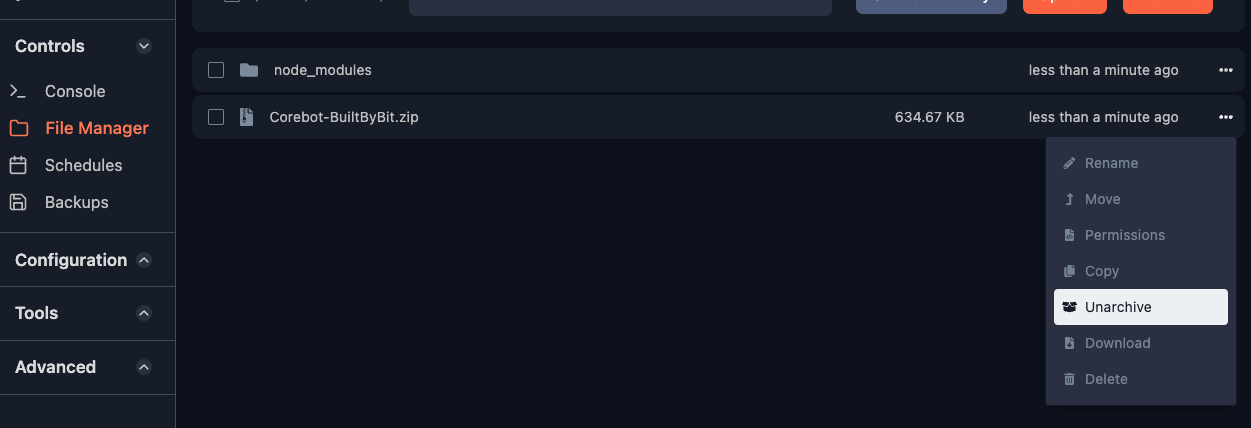 Controls
Console
File Manager
Schedules
Backups
Configuration
Tools
Advanced
node_modules less than a minute ago
Corebot-BuiltByBit.zip 634.67 KB less than a minute ago
Rename
Move
Permissions
Copy
Unarchive
Download
Delete